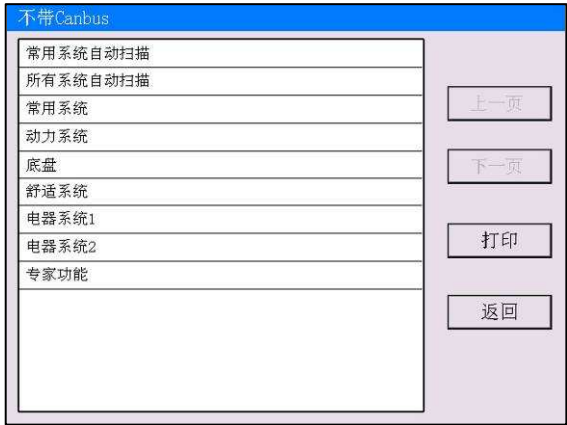 不带Canbus
常用系统自动扫描
所有系统自动扫描
常用系统
动力系统
底盘
舒适系统
电器系统1
电器系统2
专家功能
上一页
下一页
打印
返回